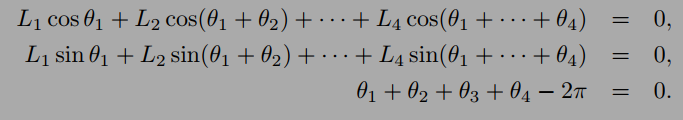 L₁ cos θ₁ + L₂ cos(θ₁ + θ₂) + ⋯ + L₄ cos(θ₁ + ⋯ + θ₄) = 0,
L₁ sin θ₁ + L₂ sin(θ₁ + θ₂) + ⋯ + L₄ sin(θ₁ + ⋯ + θ₄) = 0,
θ₁ + θ₂ + θ₃ + θ₄ − 2π = 0.